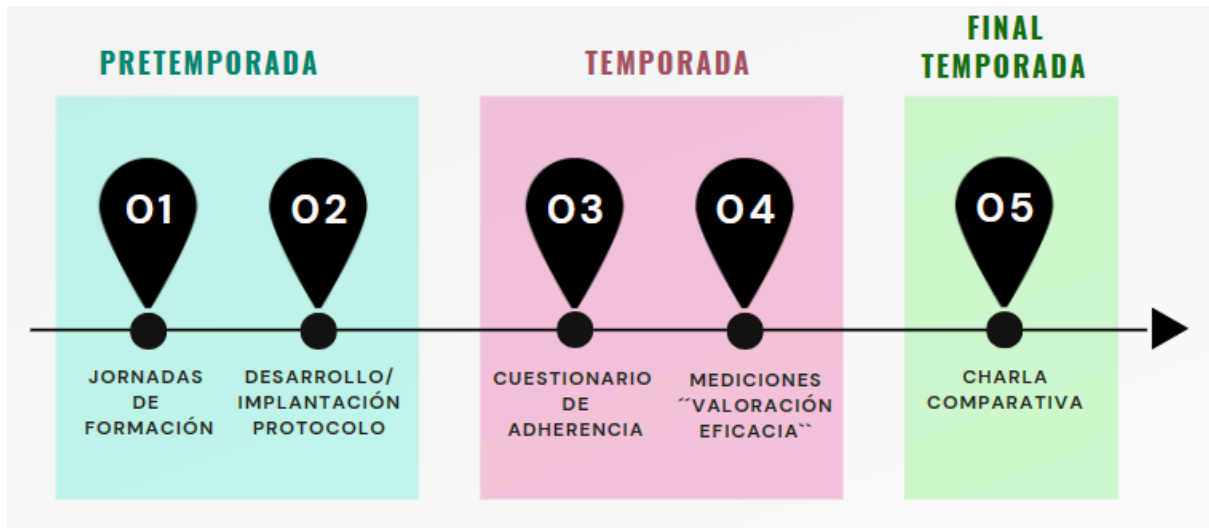 PRETEMPORADA
TEMPORADA
FINAL
TEMPORADA
01
02
03
04
05
JORNADAS
DE
FORMACIÓN
DESARROLLO/
IMPLANTACIÓN
PROTOCOLO
CUESTIONARIO
DE
ADHERENCIA
MEDICIONES
´´VALORACIÓN
EFICACIA``
CHARLA
COMPARATIVA